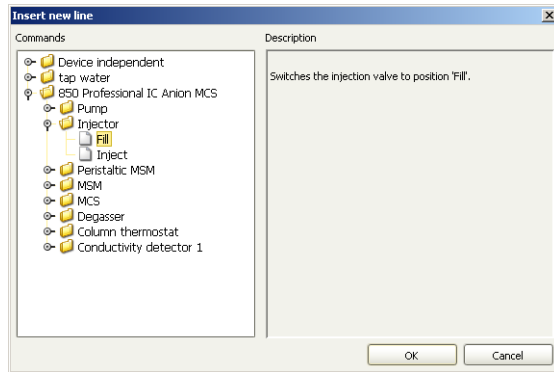 Insert new line
Commands
Description
Device independent
tap water
850 Professional IC Anion MCS
Pump
Injector
Fill
Inject
Peristaltic MSM
MSM
MCS
Degasser
Column thermostat
Conductivity detector 1
Switches the injection valve to position 'Fill'.
OK
Cancel